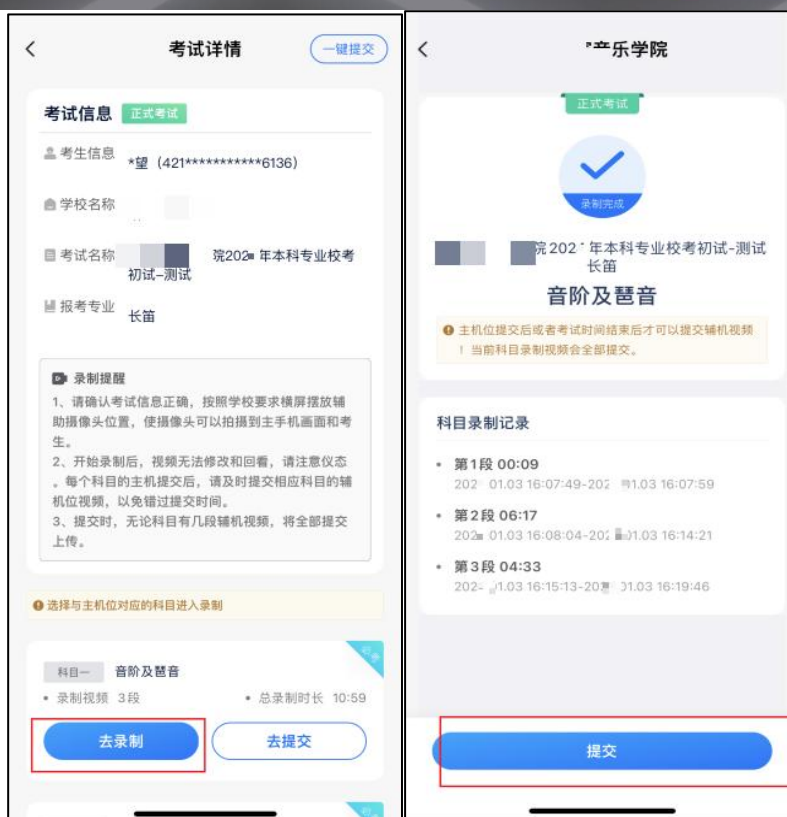 考试详情
一键提交
考试信息 正式考试
考生信息
*望 (421***********6136)
学校名称
考试名称
院202 年本科专业校考
初试-测试
报考专业
长笛
录制提醒
1、请确认考试信息正确，按照学校要求横屏摆放辅
助摄像头位置，使摄像头可以拍摄到主手机画面和考
生。
2、开始录制后，视频无法修改和回看，请注意仪态
。每个科目的主机提交后，请及时提交相应科目的辅
机位视频，以免错过提交时间。
3、提交时，无论科目有几段辅机视频，将全部提交
上传。
选择与主机位对应的科目进入录制
科目一 音阶及琶音
• 录制视频 3段 • 总录制时长 10:59
去录制 去提交
音乐学院
正式考试
录制完成
院202 年本科专业校考初试-测试
长笛
音阶及琶音
主机位提交后或者考试时间结束后才可以提交辅机视频
！当前科目录制视频会全部提交。
科目录制记录
• 第1段 00:09
202 01.03 16:07:49-202 01.03 16:07:59
• 第2段 06:17
202 01.03 16:08:04-202 01.03 16:14:21
• 第3段 04:33
202 .03 16:15:13-202 01.03 16:19:46
提交